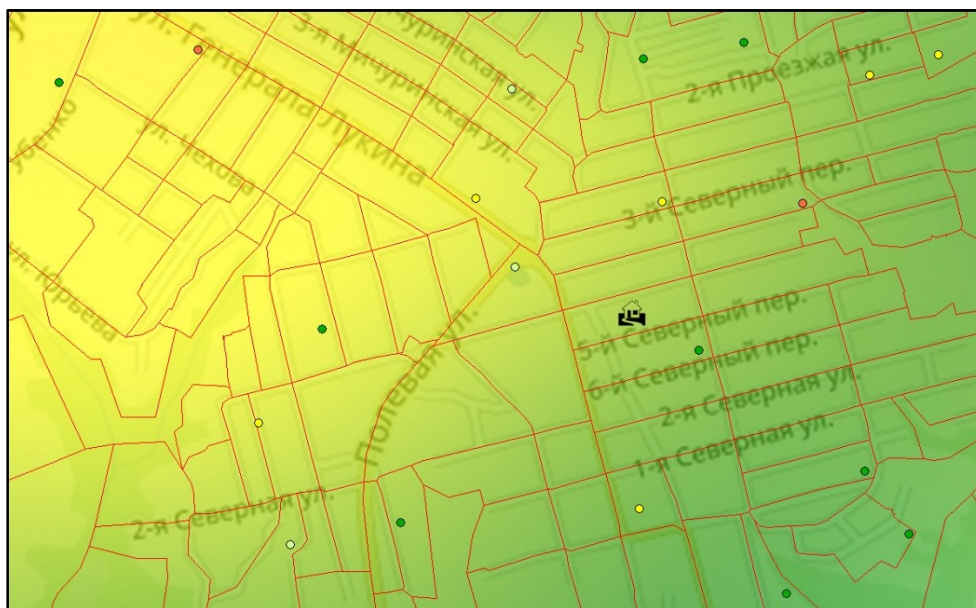 ул. Генерала Лукина
3-я Мичуринская ул.
2-я Проезжая ул.
ул. Чехова
3-й Северный пер.
ул. Юрьева
5-й Северный пер.
6-й Северный пер.
2-я Северная ул.
1-я Северная ул.
Полевая ул.
2-я Северная ул.